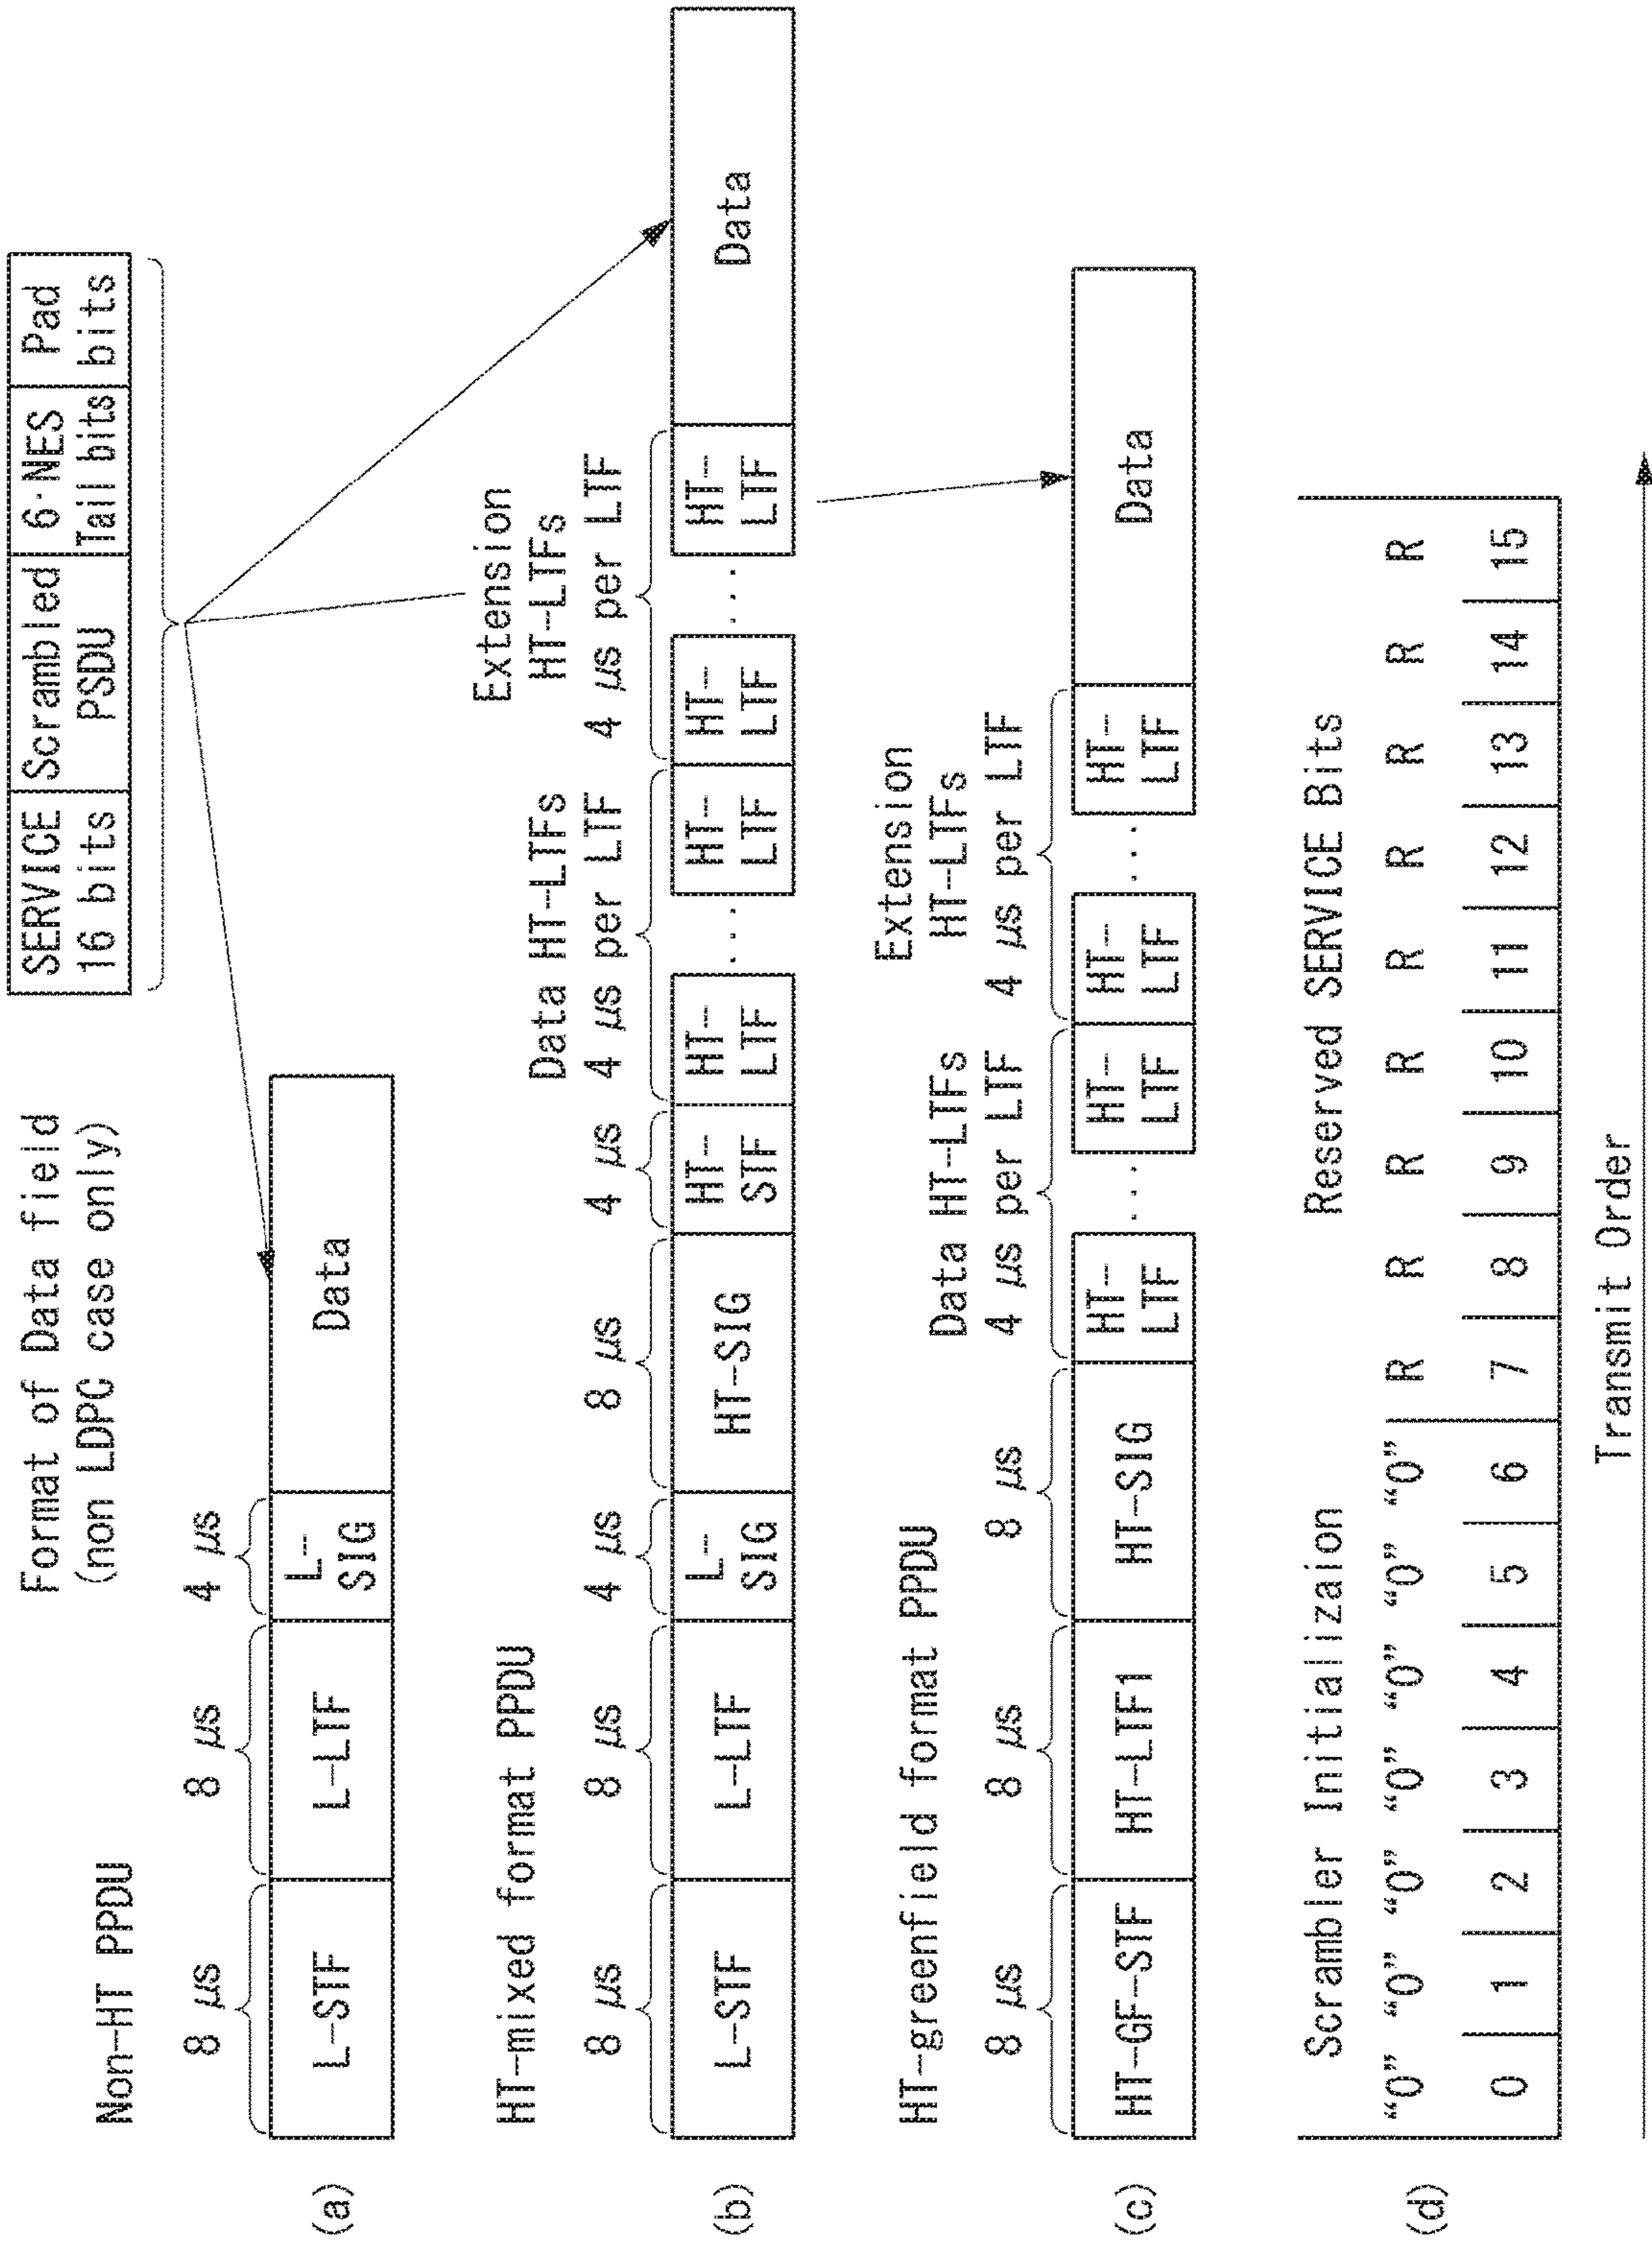 Format of Data field
(non LDPC case only)
SERVICE Scrambled 6·NES Pad
16 bits PSDU Tail bits bits
Non-HT PPDU
8 μs 8 μs 4 μs
(a) L-STF L-LTF L-SIG Data
HT-mixed format PPDU
Data HT-LTFs
Extension
HT-LTFs
8 μs 8 μs 4 μs 8 μs 4 μs 4 μs per LTF 4 μs per LTF
(b) L-STF L-LTF L-SIG HT-SIG HT-STF HT-LTF ... HT-LTF HT-LTF ... HT-LTF Data
HT-greenfield format PPDU
Data HT-LTFs
Extension
HT-LTFs
8 μs 8 μs 8 μs 4 μs per LTF 4 μs per LTF
(c) HT-GF-STF HT-LTF1 HT-SIG HT-LTF ... HT-LTF HT-LTF ... HT-LTF Data
Scrambler Initializaion Reserved SERVICE Bits
“0” “0” “0” “0” “0” “0” “0” R R R R R R R R R
(d) 0 1 2 3 4 5 6 7 8 9 10 11 12 13 14 15
Transmit Order